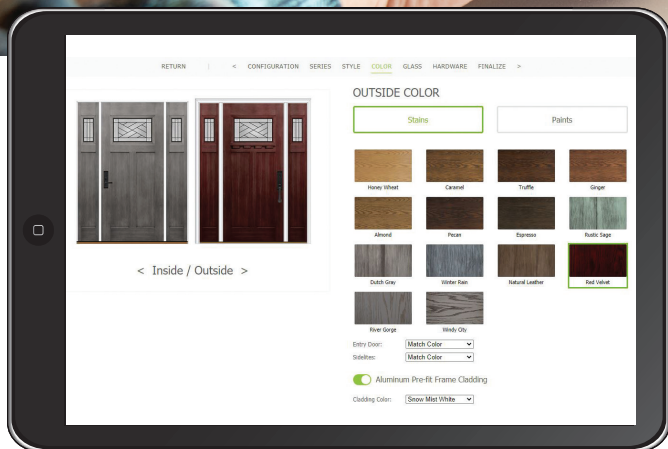 RETURN | < CONFIGURATION SERIES STYLE COLOR GLASS HARDWARE FINALIZE >
OUTSIDE COLOR
Stains Paints
Honey Wheat Caramel Truffle Ginger
Almond Pecan Espresso Rustic Sage
< Inside / Outside >
Dutch Gray Winter Rain Natural Leather Red Velvet
River Gorge Windy City
Entry Door: Match Color
Sidelites: Match Color
Aluminum Pre-fit Frame Cladding
Cladding Color: Snow Mist White